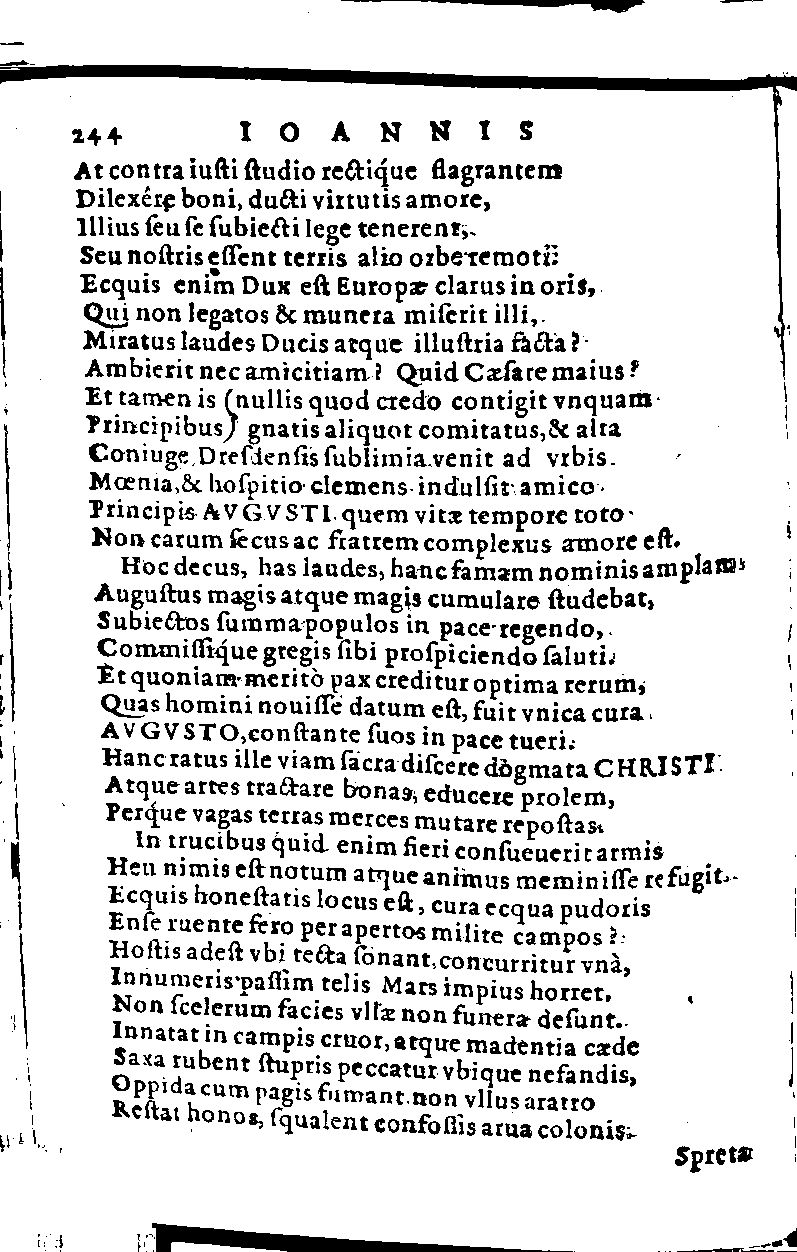 244 IOANNIS
At contra iusti studio rectiq́ue flagrantem
Dilexére boni, ducti virtutis amore,
Illius seu se subiecti lege tenerent,
Seu nostris essent terris alio orbe remoti:
Ecquis enim Dux est Europæ clarus in oris,
Qui non legatos & munera miserit illi,
Miratus laudes Ducis atque illustria facta?
Ambierit nec amicitiam? Quid Cæsare maius?
Et tamen is (nullis quod credo contigit vnquam
Principibus) gnatis aliquot comitatus, & alta
Coniuge, Dresdensis sublimia venit ad vrbis
Mœnia, & hospitio clemens indulsit amico
Principis AVGVSTI quem vitæ tempore toto
Non carum secus ac fratrem complexus amore est.
Hoc decus, has laudes, hanc famam nominis amplam,
Augustus magis atque magis cumulare studebat,
Subiectos summa populos in pace regendo,
Commissiq́ue gregis sibi prospiciendo saluti.
Et quoniam meritò pax creditur optima rerum,
Quas homini nouisse datum est, fuit vnica cura
AVGVSTO, constante suos in pace tueri.
Hanc ratus ille viam sacra discere dògmata CHRISTI
Atque artes tractare bonas, educere prolem,
Perq́ue vagas terras merces mutare repostas.
In trucibus quid enim fieri consueuerit armis
Heu nimis est notum atque animus meminisse refugit.
Ecquis honestatis locus est, cura ecqua pudoris
Ense ruente fero per apertos milite campos?
Hostis adest vbi tecta sonant, concurritur vnà,
Innumeris passim telis Mars impius horret.
Non scelerum facies vllæ non funera desunt.
Innatat in campis cruor, atque madentia cæde
Saxa rubent stupris peccatur vbique nefandis,
Oppida cum pagis fumant. non vllus aratro
Restat honos, squalent confossis arua colonis.
Spreta